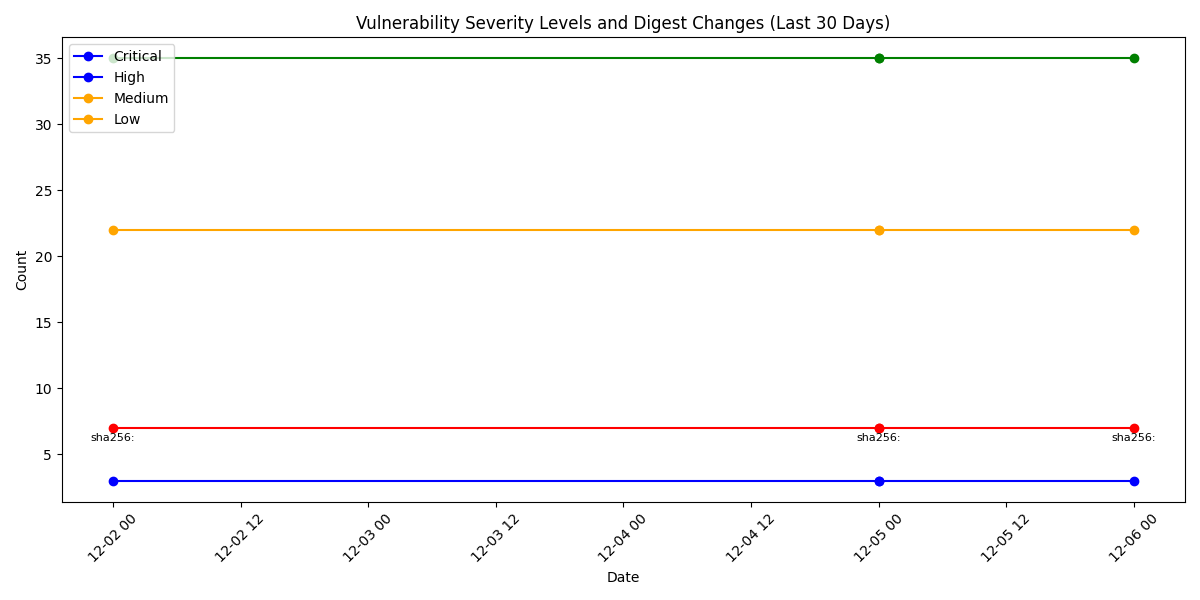 Vulnerability Severity Levels and Digest Changes (Last 30 Days)
Critical
High
Medium
Low
35
30
25
20
15
10
5
Count
sha256:
sha256:
sha256:
12-02 00
12-02 12
12-03 00
12-03 12
12-04 00
12-04 12
12-05 00
12-05 12
12-06 00
Date